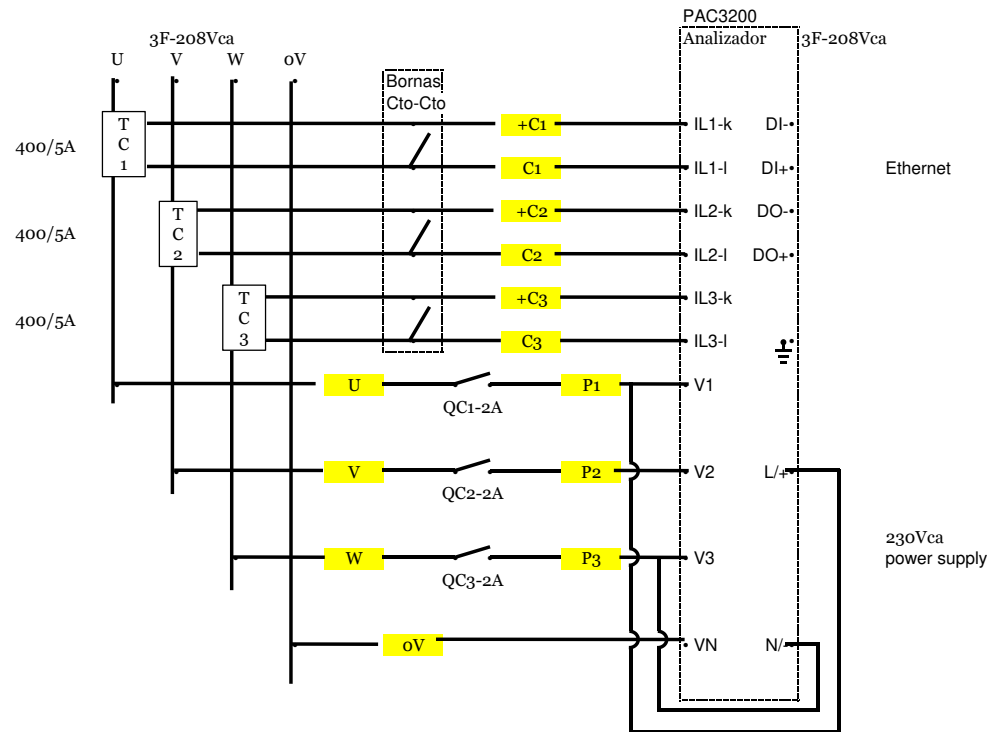 PAC3200
3F-208Vca
Analizador
3F-208Vca
U
V
W
0V
Bornas
Cto-Cto
T
C
1
400/5A
+C1
IL1-k
DI-
C1
IL1-l
DI+
Ethernet
T
C
2
400/5A
+C2
IL2-k
DO-
C2
IL2-l
DO+
T
C
3
400/5A
+C3
IL3-k
C3
IL3-l
U
QC1-2A
P1
V1
V
QC2-2A
P2
V2
L/+
W
QC3-2A
P3
V3
230Vca
power supply
0V
VN
N/-